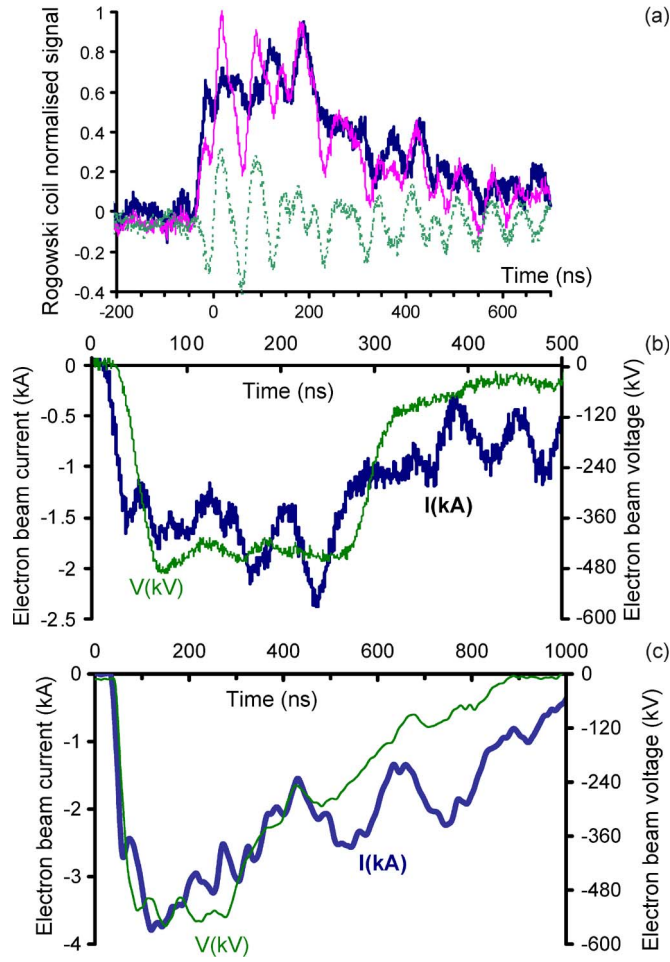 (a)
Rogowski coil normalised signal
1
0.8
0.6
0.4
0.2
0
-0.2
-0.4
Time (ns)
-200 0 200 400 600
0 100 200 300 400 500
(b)
Time (ns)
Electron beam current (kA)
0
-0.5
-1
-1.5
-2
-2.5
Electron beam voltage (kV)
0
-120
-240
-360
-480
-600
I(kA)
V(kV)
0 200 400 600 800 1000
(c)
Time (ns)
Electron beam current (kA)
0
-1
-2
-3
-4
Electron beam voltage (kV)
0
-120
-240
-360
-480
-600
I(kA)
V(kV)